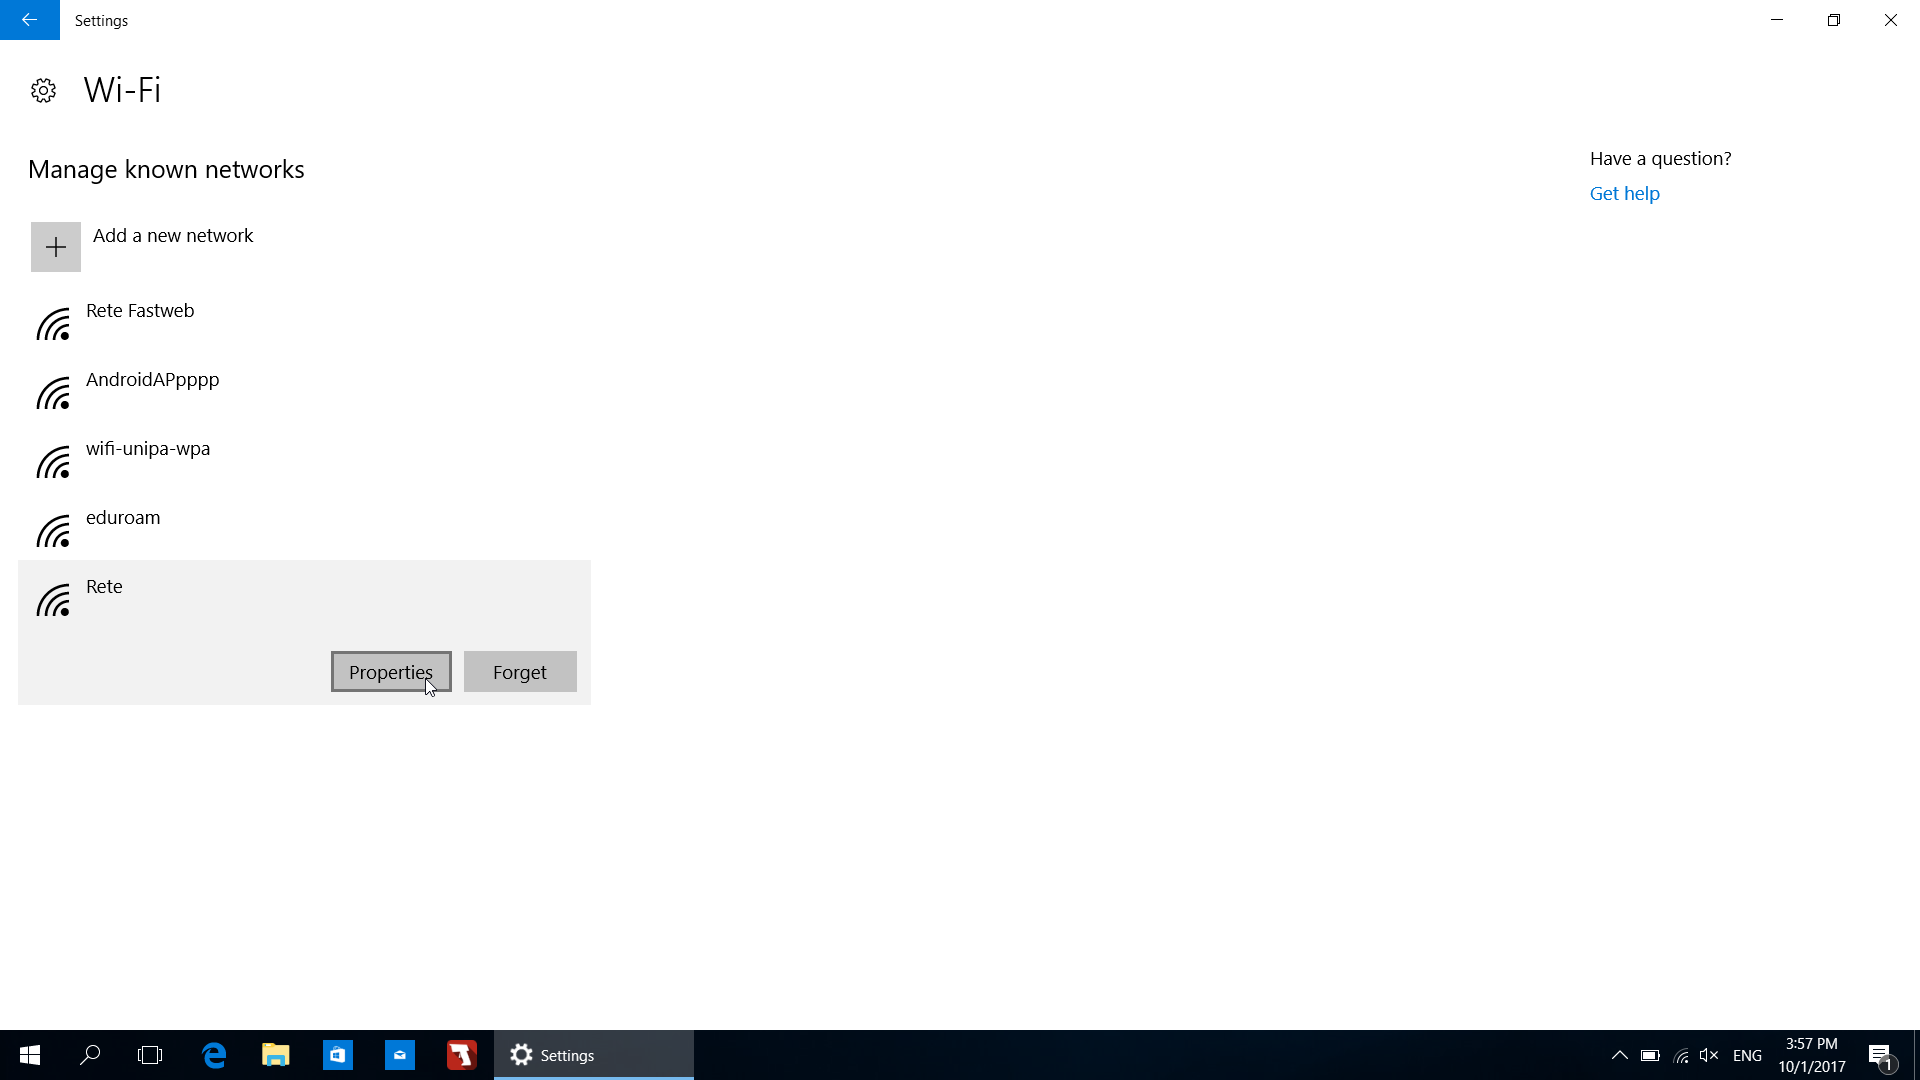 Settings
Wi-Fi
Manage known networks
Have a question?
Get help
Add a new network
Rete Fastweb
AndroidAPpppp
wifi-unipa-wpa
eduroam
Rete
Properties
Forget
Settings
ENG
3:57 PM
10/1/2017
1